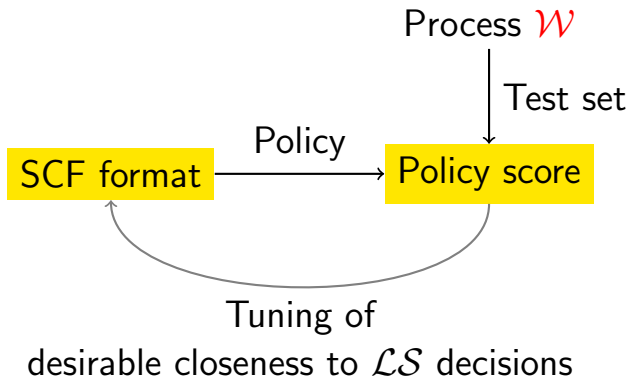 Process 𝒲
Test set
Policy
SCF format
Policy score
Tuning of
desirable closeness to ℒ𝒮 decisions